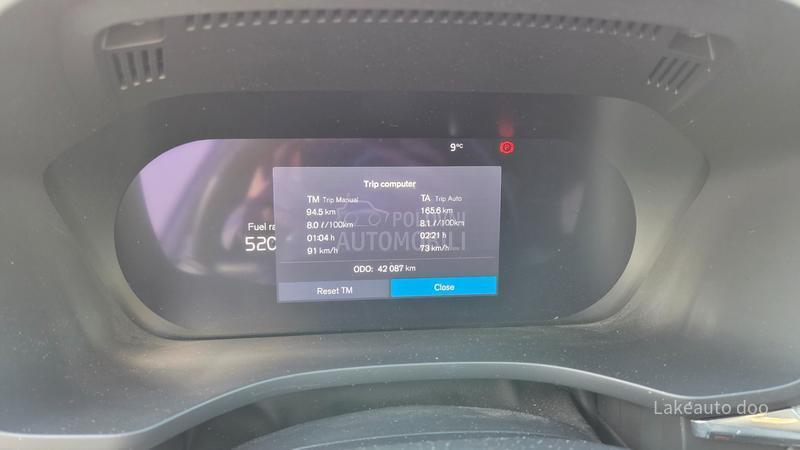 9°C
Trip computer
TM Trip Manual
TA Trip Auto
94.5 km
165.6 km
8.0 l/100km
8.1 l/100km
01:04 h
02:21 h
91 km/h
73 km/h
ODO: 42 087 km
Reset TM
Close
Fuel ra
520
POLOVNI
AUTOMOBILI
Lakeauto doo